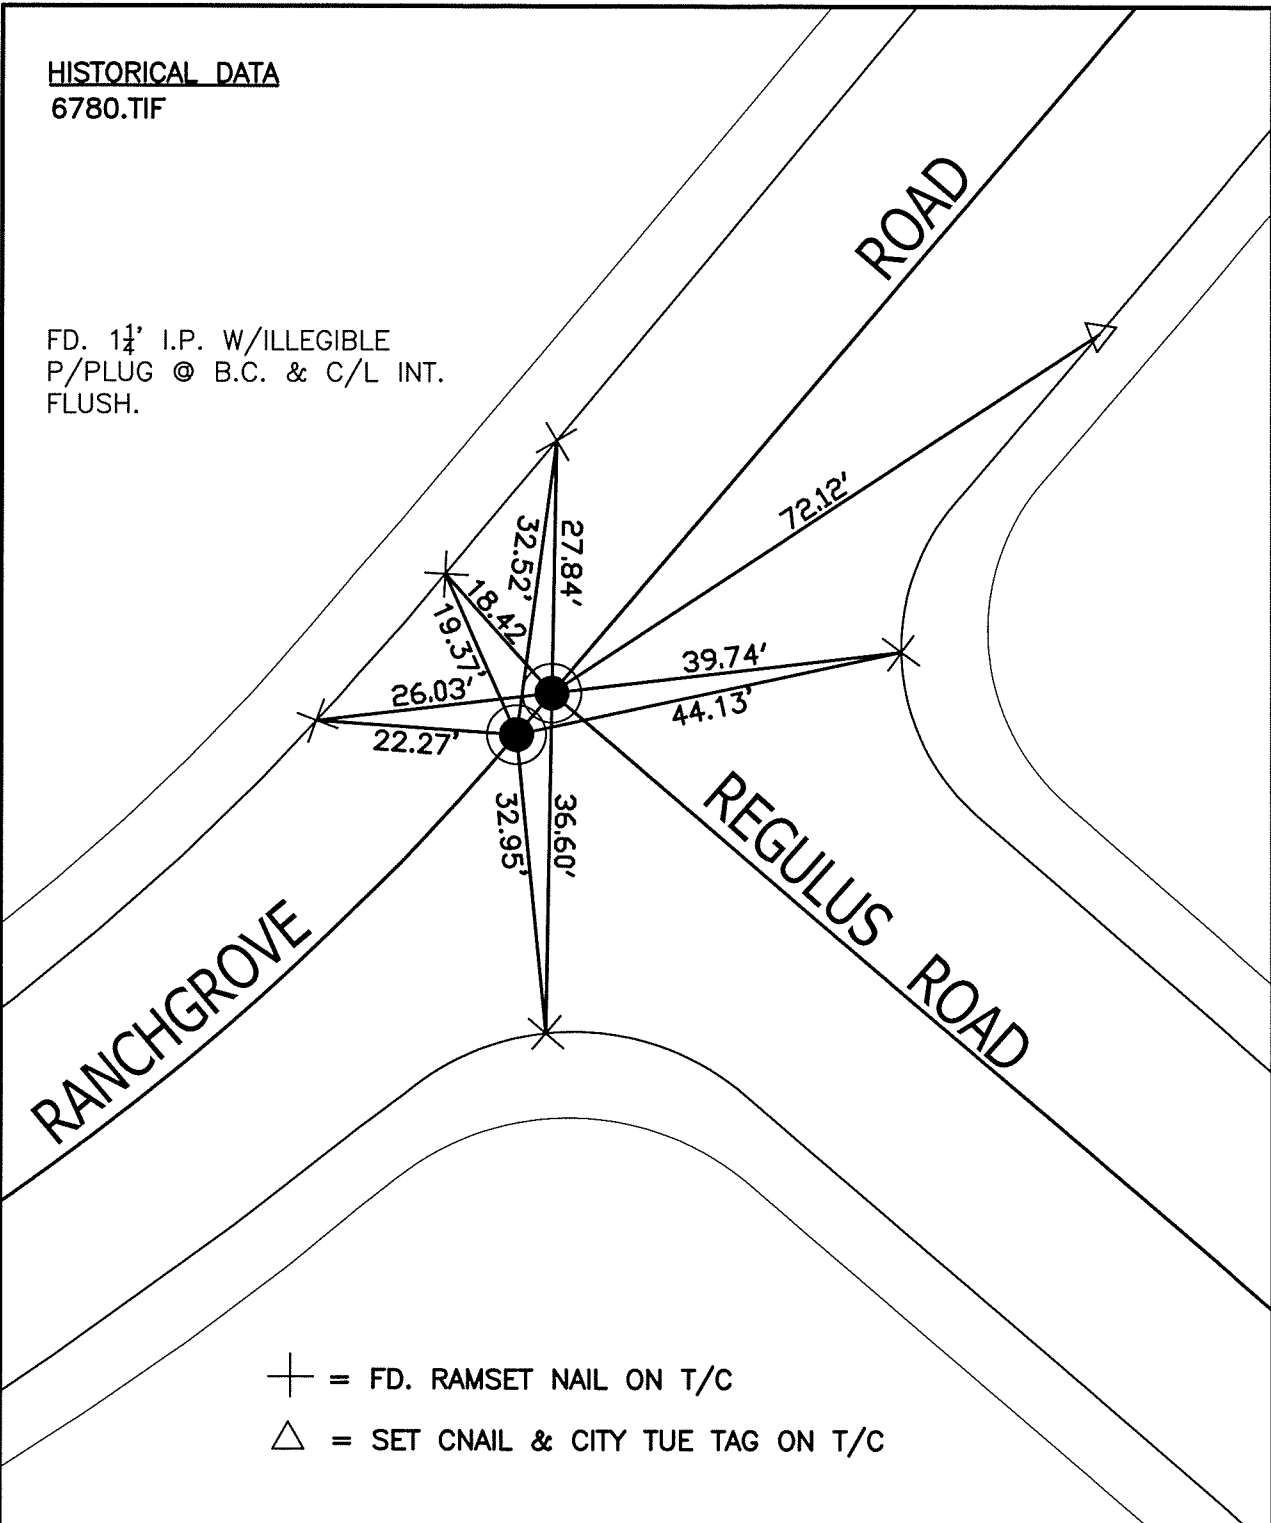 HISTORICAL DATA
6780.TIF
ROAD
FD. 1¼' I.P. W/ILLEGIBLE
P/PLUG @ B.C. & C/L INT.
FLUSH.
72.12'
32.52'
27.84'
18.42
19.37'
39.74'
26.03'
44.13'
22.27'
32.95'
36.60'
REGULUS ROAD
RANCHGROVE
= FD. RAMSET NAIL ON T/C
= SET CNAIL & CITY TUE TAG ON T/C